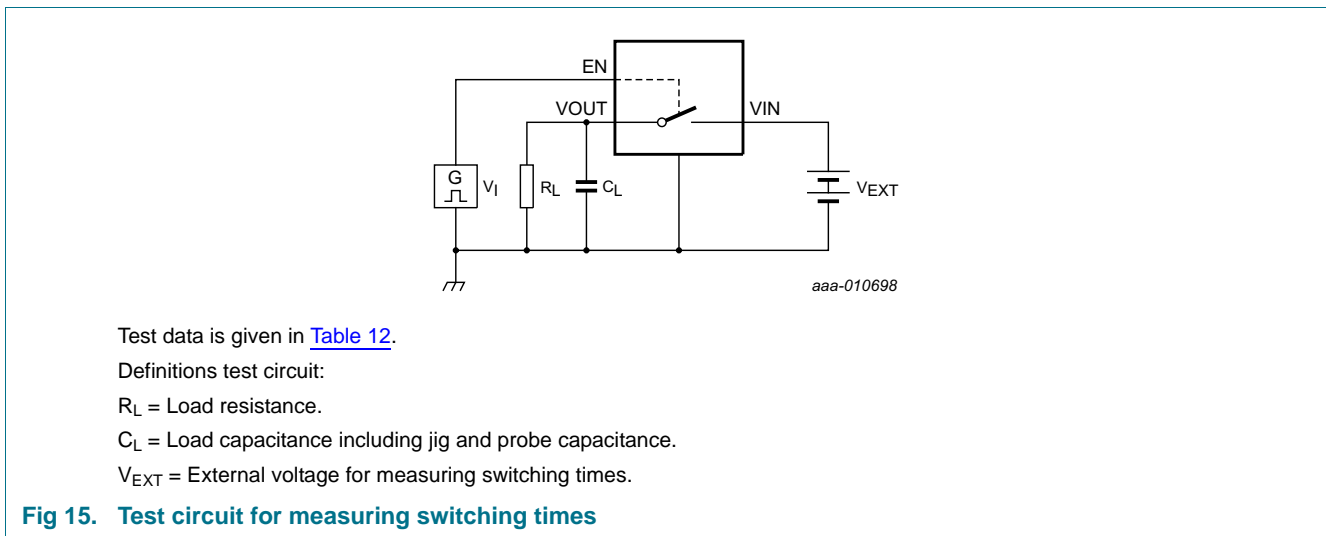 EN
VOUT
VIN
G
VI
RL
CL
VEXT
aaa-010698
Test data is given in Table 12.
Definitions test circuit:
RL = Load resistance.
CL = Load capacitance including jig and probe capacitance.
VEXT = External voltage for measuring switching times.
Fig 15. Test circuit for measuring switching times